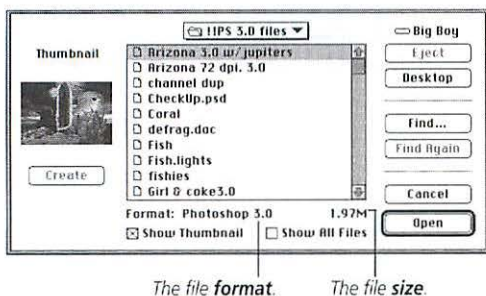 !!PS 3.0 files
Big Boy
Thumbnail
Create
Arizona 3.0 w/jupiters
Arizona 72 dpi. 3.0
channel dup
CheckUp.psd
Coral
defrag.doc
Fish
Fish.lights
fishies
Girl & coke3.0
Format: Photoshop 3.0 1.97M
Show Thumbnail Show All Files
Eject
Desktop
Find...
Find Again
Cancel
Open
The file format. The file size.